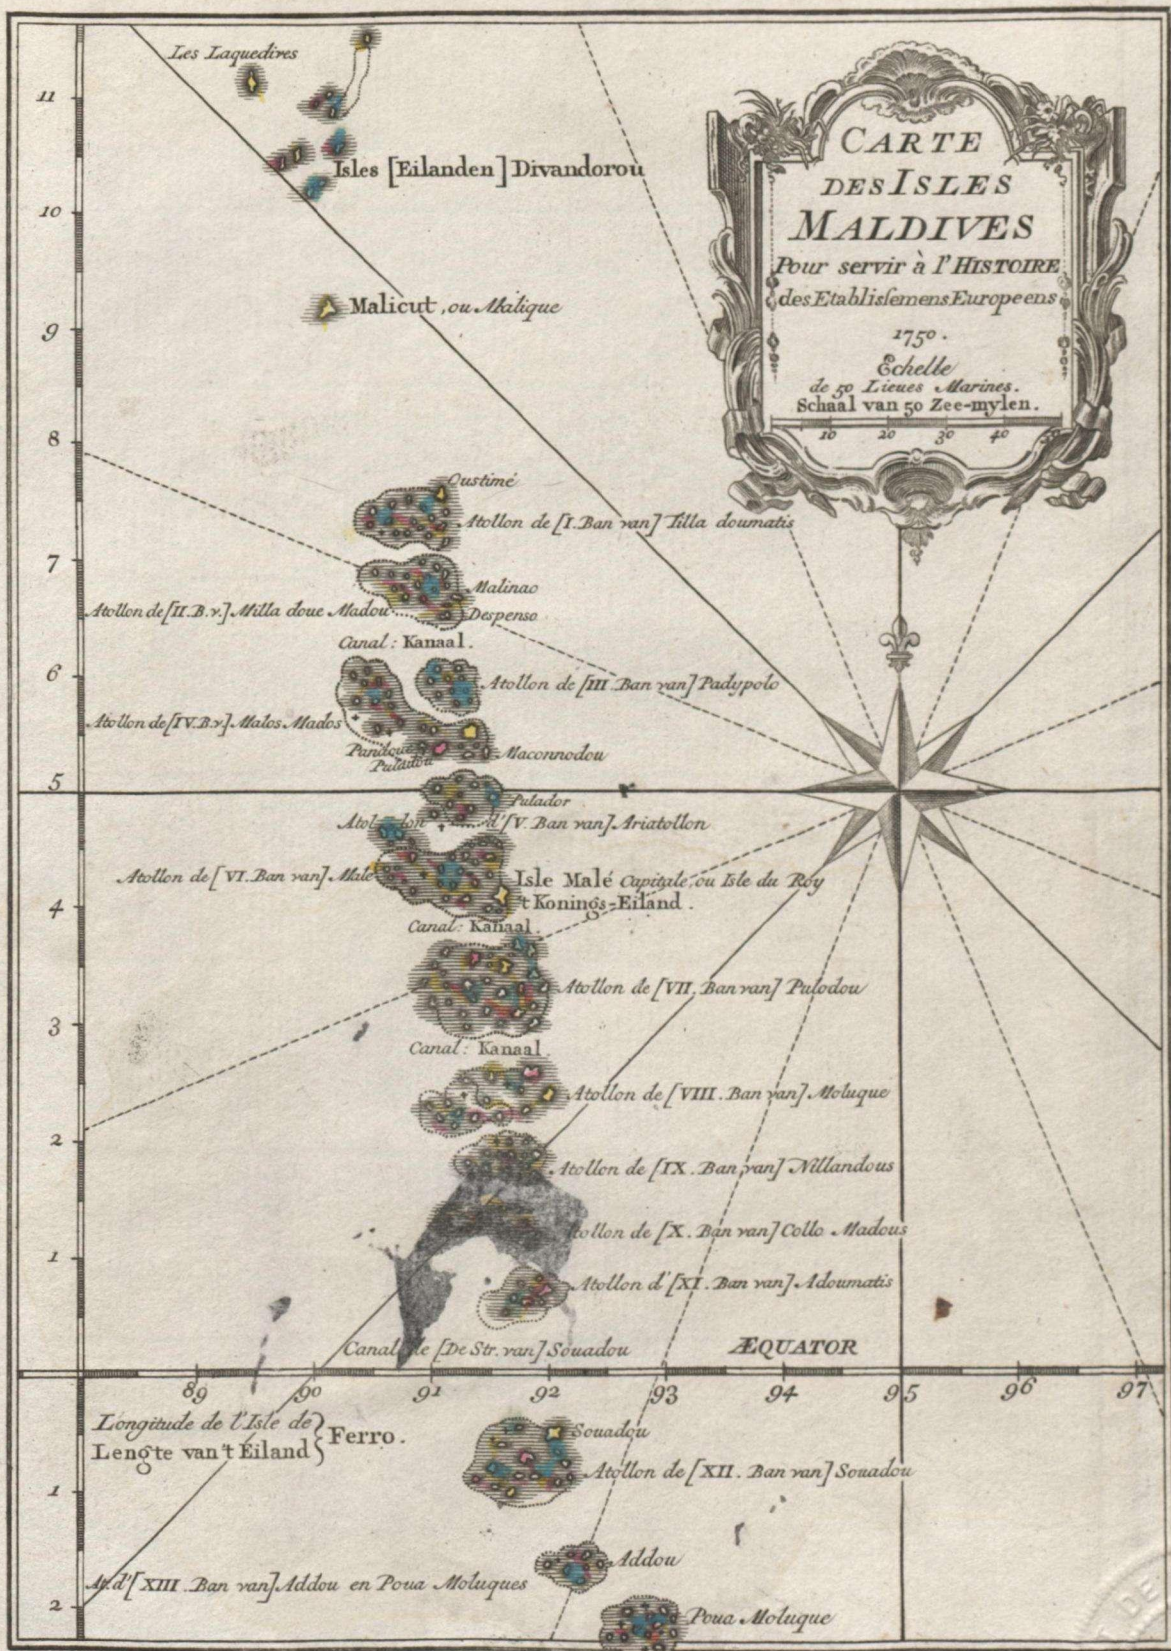 CARTE
DES ISLES
MALDIVES
Pour servir à l'HISTOIRE
des Etablissemens Europeens
1750.
Echelle
de 50 Lieues Marines.
Schaal van 50 Zee-mylen.
10 20 30 40 50
Les Laquedires
11
Isles [Eilanden] Divandorou
10
Malicut, ou Malique
9
8
Oustimé
Atollon de [I. Ban van] Tilla doumatis
7
Malinao
Atollon de [II. B. v.] Milla doue Madou
Despenso
Canal: Kanaal.
6
Atollon de [III. Ban van] Padypolo
Atollon de [IV. B. v.] Malos Mados
Pandoue
Puladou
Maconnodou
5
Pulador
Atollon d'[V. Ban van] Ariatollon
Atollon de [VI. Ban van] Male
Isle Malé Capitale, ou Isle du Roy
't Konings-Eiland.
4
Canal: Kanaal.
Atollon de [VII. Ban van] Pulodou
3
Canal: Kanaal.
Atollon de [VIII. Ban van] Moluque
2
Atollon de [IX. Ban van] Nillandous
tollon de [X. Ban van] Collo Madous
1
Atollon d'[XI. Ban van] Adoumatis
Canal de [De Str. van] Souadou
ÆQUATOR
89 90 91 92 93 94 95 96 97
Longitude de l'Isle de
Lengte van't Eiland
Ferro.
Souadou
Atollon de [XII. Ban van] Souadou
1
Addou
At. d'[XIII. Ban van] Addou en Poua Moluques
2
Poua Moluque